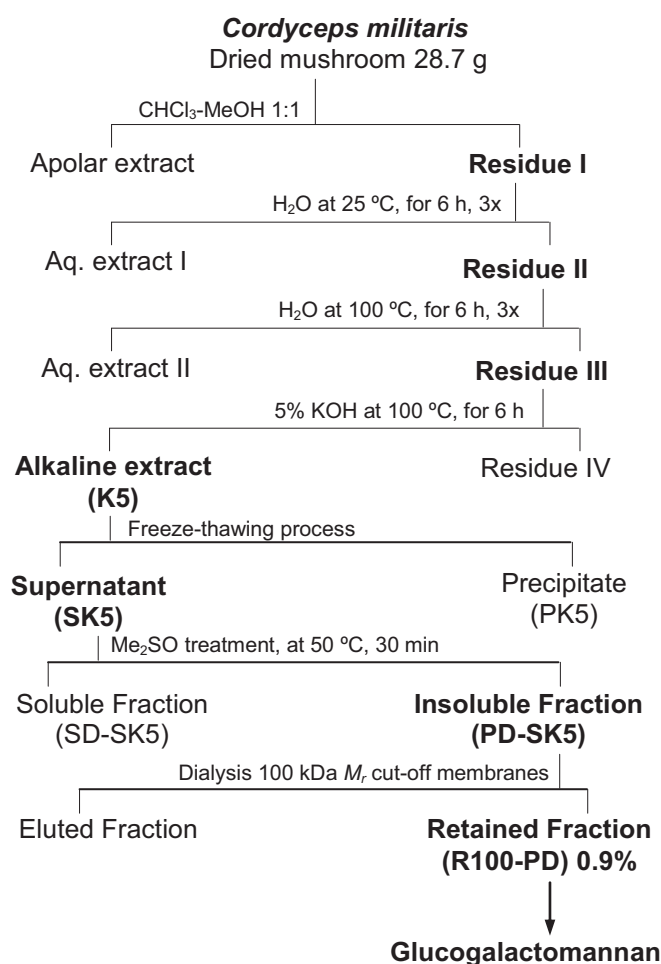 Cordyceps militaris
Dried mushroom 28.7 g
CHCl₃-MeOH 1:1
Apolar extract
Residue I
H₂O at 25 ºC, for 6 h, 3x
Aq. extract I
Residue II
H₂O at 100 ºC, for 6 h, 3x
Aq. extract II
Residue III
5% KOH at 100 ºC, for 6 h
Alkaline extract
(K5)
Residue IV
Freeze-thawing process
Supernatant
(SK5)
Precipitate
(PK5)
Me₂SO treatment, at 50 ºC, 30 min
Soluble Fraction
(SD-SK5)
Insoluble Fraction
(PD-SK5)
Dialysis 100 kDa Mᵣ cut-off membranes
Eluted Fraction
Retained Fraction
(R100-PD) 0.9%
Glucogalactomannan